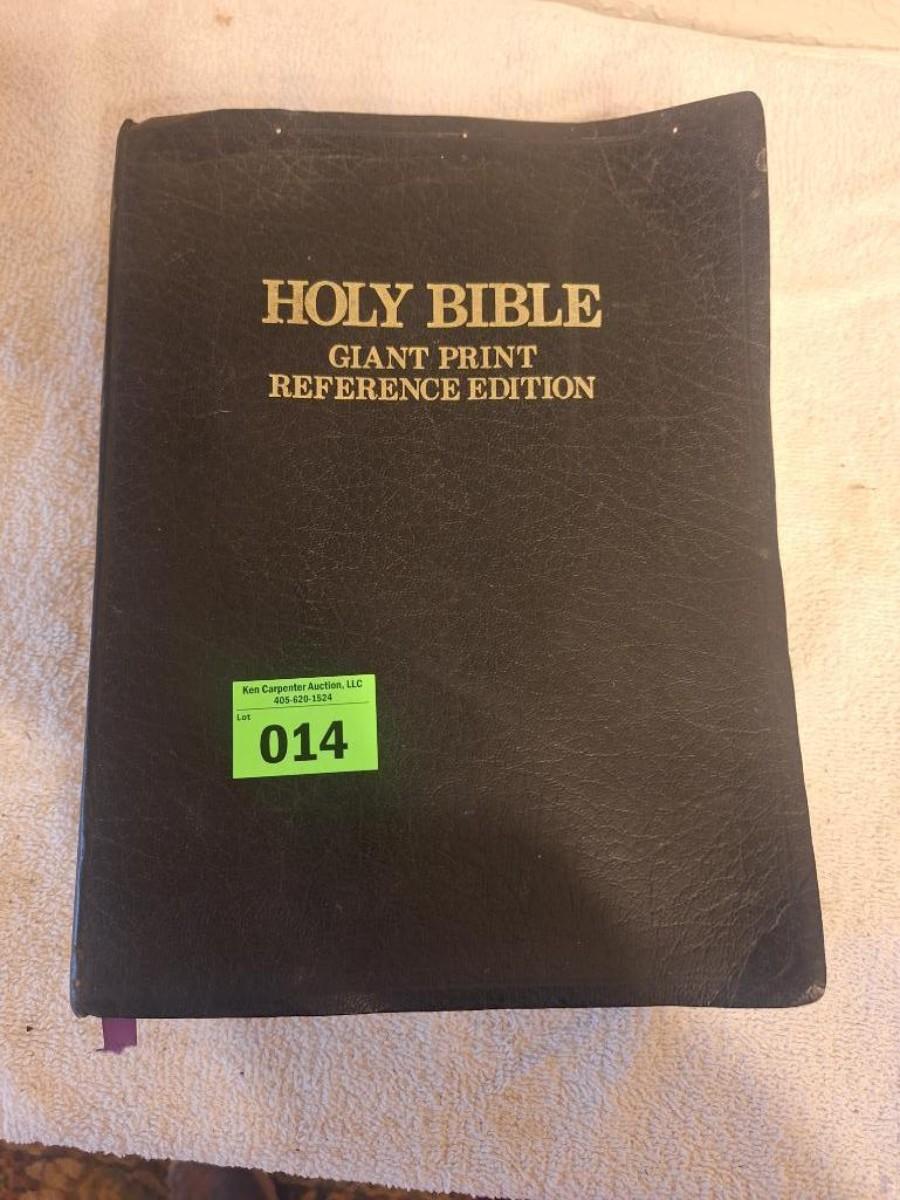 HOLY BIBLE
GIANT PRINT
REFERENCE EDITION
Ken Carpenter Auction, LLC
405-620-1524
Lot
014